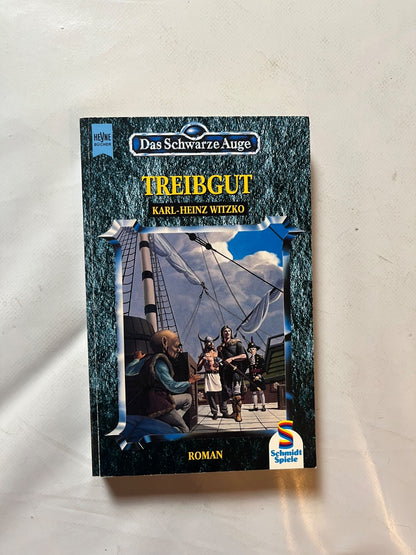 HEYNE
BÜCHER
Das Schwarze Auge
TREIBGUT
KARL-HEINZ WITZKO
ROMAN
S
Schmidt
Spiele